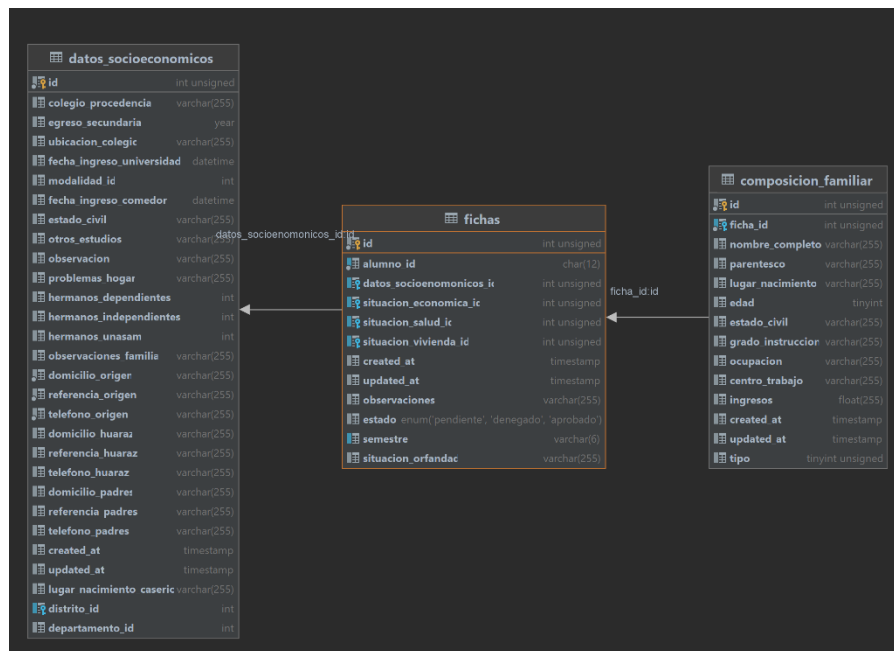 datos_socioeconomicos
id int unsigned
colegio_procedencia varchar(255)
egreso_secundaria year
ubicacion_colegic varchar(255)
fecha_ingreso_universidad datetime
modalidad_id int
fecha_ingreso_comedor datetime
estado_civil varchar(255)
otros_estudios varchar(255)
observacion varchar(255)
problemas_hogar varchar(255)
hermanos_dependientes int
hermanos_independientes int
hermanos_unasam int
observaciones_familia varchar(255)
domicilio_origen varchar(255)
referencia_origen varchar(255)
telefono_origen varchar(255)
domicilio_huaraz varchar(255)
referencia_huaraz varchar(255)
telefono_huaraz varchar(255)
domicilio_padres varchar(255)
referencia_padres varchar(255)
telefono_padres varchar(255)
created_at timestamp
updated_at timestamp
lugar_nacimiento_caseric varchar(255)
distrito_id int
departamento_id int
datos_socioenomonicos_id:id
fichas
id int unsigned
alumno_id char(12)
datos_socioenomonicos_ic int unsigned
situacion_economica_ic int unsigned
situacion_salud_ic int unsigned
situacion_vivienda_id int unsigned
created_at timestamp
updated_at timestamp
observaciones varchar(255)
estado enum('pendiente', 'denegado', 'aprobado')
semestre varchar(6)
situacion_orfandac varchar(255)
ficha_id:id
composicion_familiar
id int unsigned
ficha_id int unsigned
nombre_completo varchar(255)
parentesco varchar(255)
lugar_nacimiento varchar(255)
edad tinyint
estado_civil varchar(255)
grado_instruccion varchar(255)
ocupacion varchar(255)
centro_trabajo varchar(255)
ingresos float(255)
created_at timestamp
updated_at timestamp
tipo tinyint unsigned